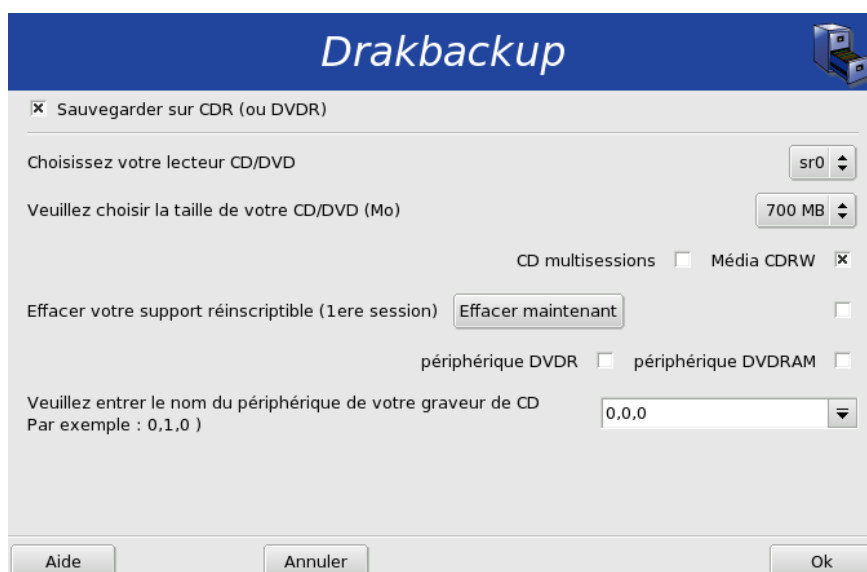 Drakbackup
Sauvegarder sur CDR (ou DVDR)
Choisissez votre lecteur CD/DVD sr0
Veuillez choisir la taille de votre CD/DVD (Mo) 700 MB
CD multisessions Média CDRW
Effacer votre support réinscriptible (1ere session) Effacer maintenant
périphérique DVDR périphérique DVDRAM
Veuillez entrer le nom du périphérique de votre graveur de CD
Par exemple : 0,1,0 ) 0,0,0
Aide Annuler Ok